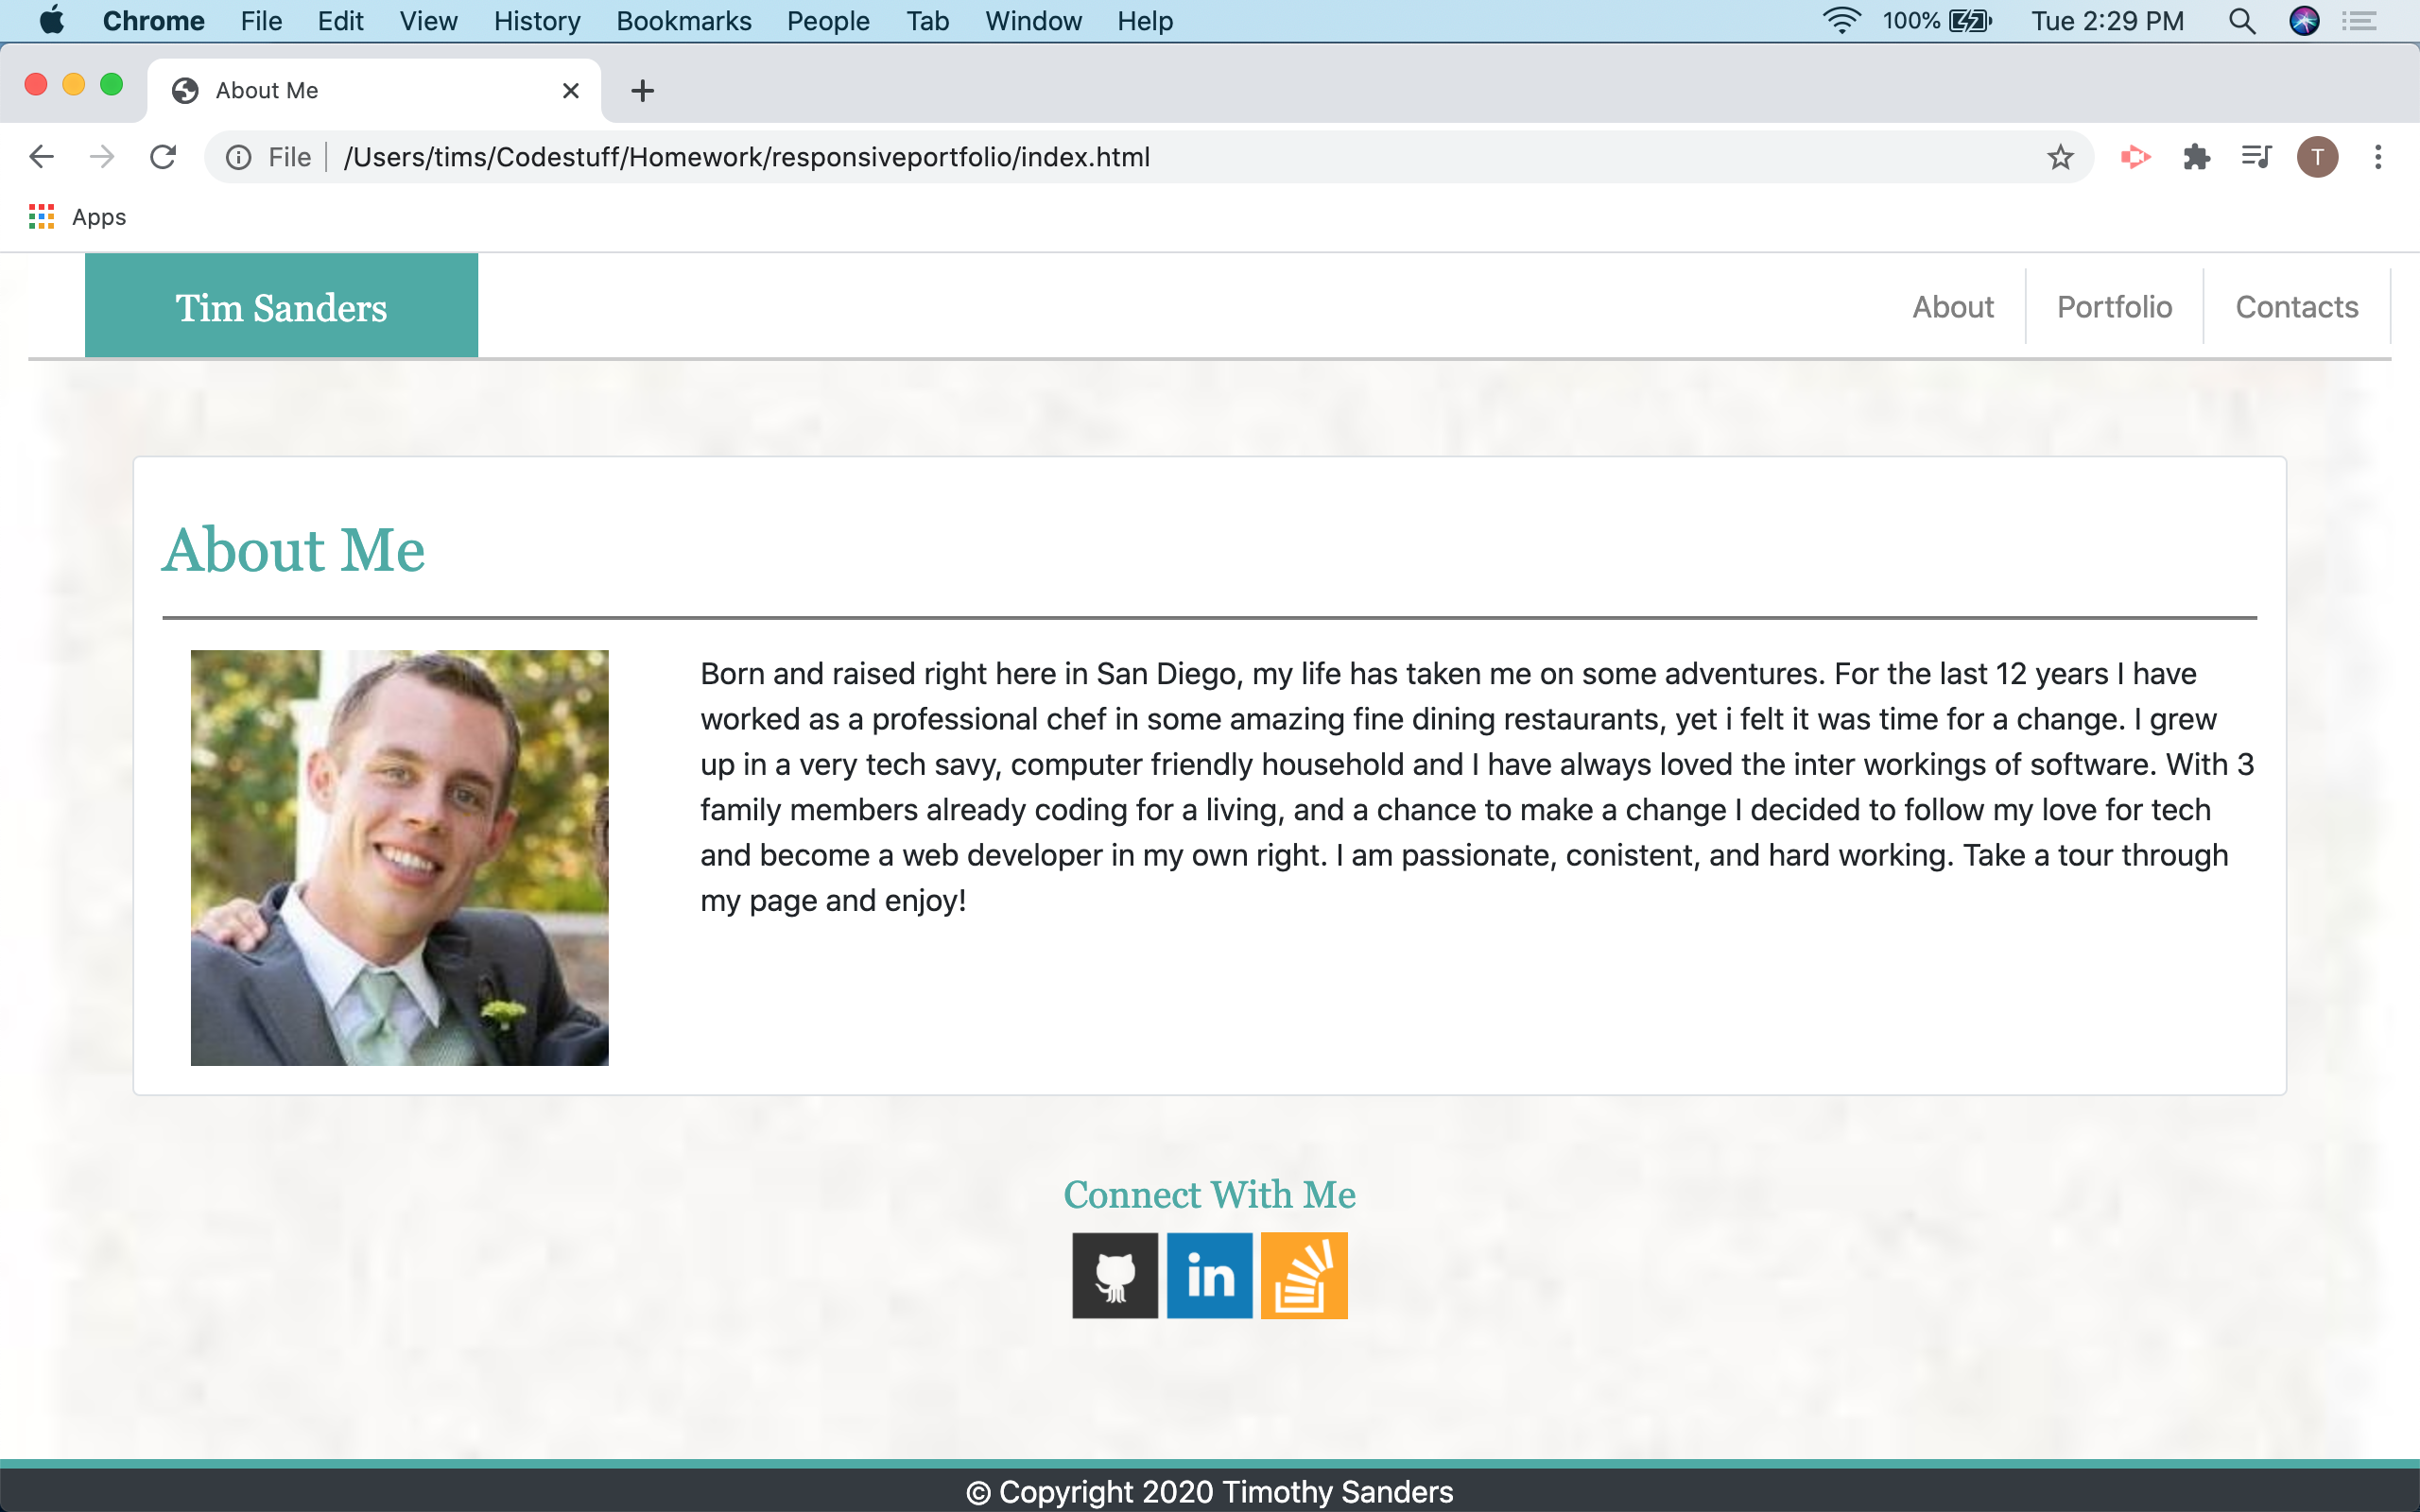 Chrome File Edit View History Bookmarks People Tab Window Help 100% Tue 2:29 PM
About Me
File /Users/tims/Codestuff/Homework/responsiveportfolio/index.html T
Apps
Tim Sanders About Portfolio Contacts
About Me
Born and raised right here in San Diego, my life has taken me on some adventures. For the last 12 years I have
worked as a professional chef in some amazing fine dining restaurants, yet i felt it was time for a change. I grew
up in a very tech savy, computer friendly household and I have always loved the inter workings of software. With 3
family members already coding for a living, and a chance to make a change I decided to follow my love for tech
and become a web developer in my own right. I am passionate, conistent, and hard working. Take a tour through
my page and enjoy!
Connect With Me
in
© Copyright 2020 Timothy Sanders